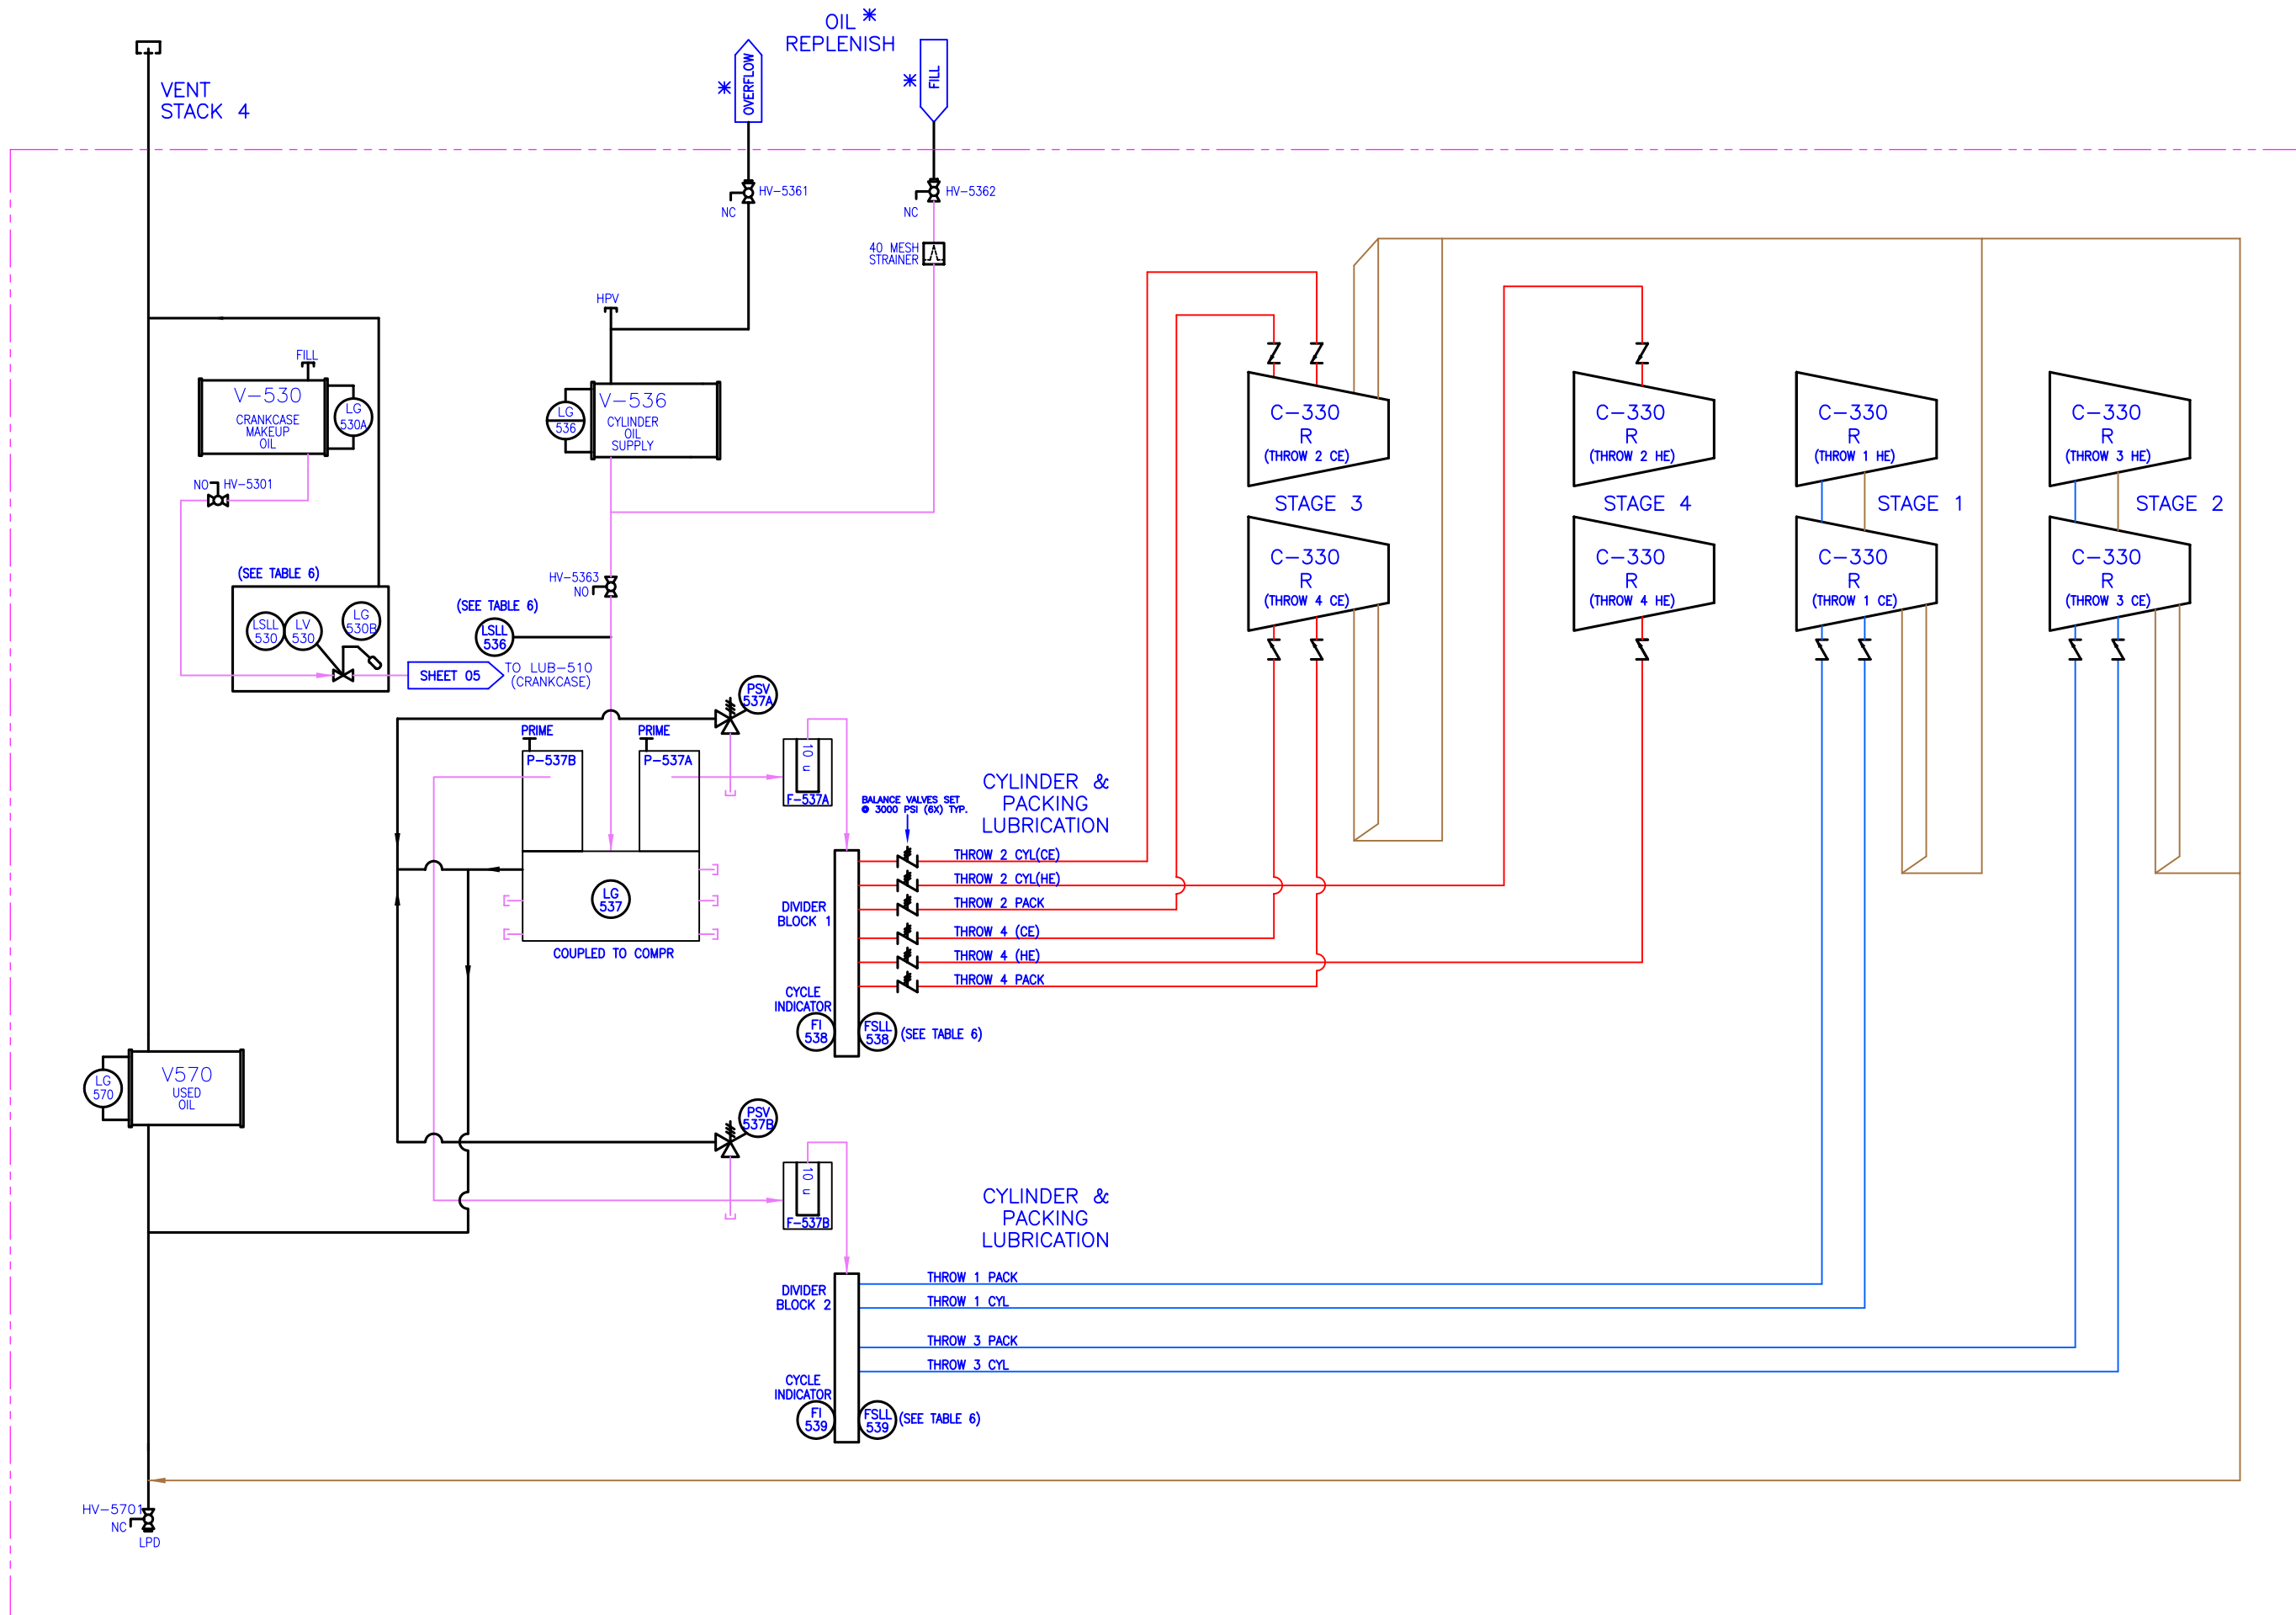 OIL *
REPLENISH
* OVERFLOW
* FILL
VENT
STACK 4
HV-5361
NC
HV-5362
NC
40 MESH
STRAINER
HPV
FILL
V-530
CRANKCASE
MAKEUP
OIL
LG
530A
NO
HV-5301
V-536
CYLINDER
OIL
SUPPLY
LG
536
C-330
R
(THROW 2 CE)
C-330
R
(THROW 2 HE)
C-330
R
(THROW 1 HE)
C-330
R
(THROW 3 HE)
STAGE 3
STAGE 4
STAGE 1
STAGE 2
C-330
R
(THROW 4 CE)
C-330
R
(THROW 4 HE)
C-330
R
(THROW 1 CE)
C-330
R
(THROW 3 CE)
(SEE TABLE 6)
LSLL
530
LV
530
LG
530B
SHEET 05
TO LUB-510
(CRANKCASE)
HV-5363
NO
(SEE TABLE 6)
LSLL
536
PSV
537A
PRIME
P-537B
PRIME
P-537A
10 u
F-537A
LG
537
COUPLED TO COMPR
CYLINDER &
PACKING
LUBRICATION
BALANCE VALVES SET
@ 3000 PSI (6X) TYP.
THROW 2 CYL(CE)
THROW 2 CYL(HE)
THROW 2 PACK
THROW 4 (CE)
THROW 4 (HE)
THROW 4 PACK
DIVIDER
BLOCK 1
CYCLE
INDICATOR
FI
538
FSLL
538
(SEE TABLE 6)
V570
USED
OIL
LG
570
PSV
537B
10 u
F-537B
CYLINDER &
PACKING
LUBRICATION
DIVIDER
BLOCK 2
THROW 1 PACK
THROW 1 CYL
THROW 3 PACK
THROW 3 CYL
CYCLE
INDICATOR
FI
539
FSLL
539
(SEE TABLE 6)
HV-5701
NC
LPD